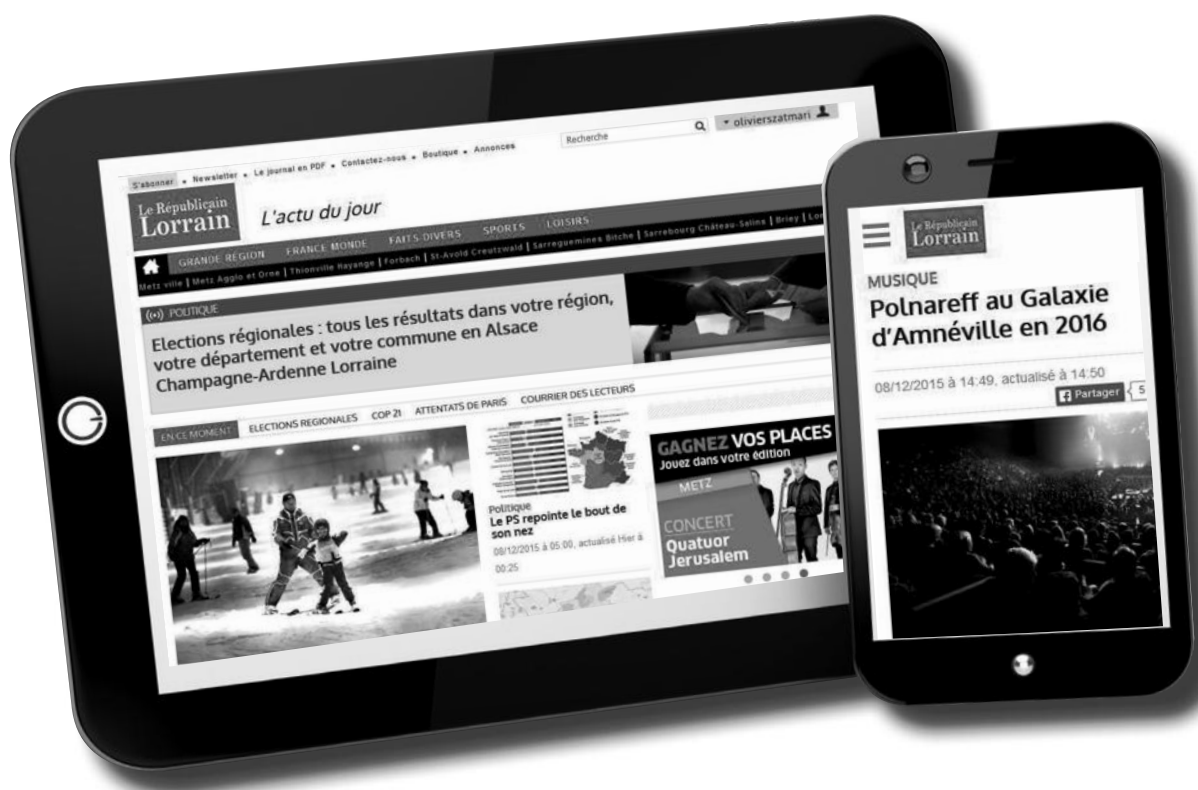 S'abonner • Newsletter • Le journal en PDF • Contactez-nous • Boutique • Annonces
Recherche
olivierszatmari
Le Républicain
Lorrain
L'actu du jour
GRANDE REGION FRANCE MONDE FAITS DIVERS SPORTS LOISIRS
Metz ville | Metz Agglo et Orne | Thionville Hayange | Forbach | St-Avold Creutzwald | Sarreguemines Bitche | Sarrebourg Château-Salins | Briey | Lon
POLITIQUE
Elections régionales : tous les résultats dans votre région,
votre département et votre commune en Alsace
Champagne-Ardenne Lorraine
EN CE MOMENT ELECTIONS REGIONALES COP 21 ATTENTATS DE PARIS COURRIER DES LECTEURS
Politique
Le PS repointe le bout de
son nez
08/12/2015 à 05:00, actualisé Hier à
00:25
GAGNEZ VOS PLACES
Jouez dans votre édition
METZ
CONCERT
Quatuor
Jerusalem
Le Républicain
Lorrain
MUSIQUE
Polnareff au Galaxie
d'Amnéville en 2016
08/12/2015 à 14:49, actualisé à 14:50
Partager 5